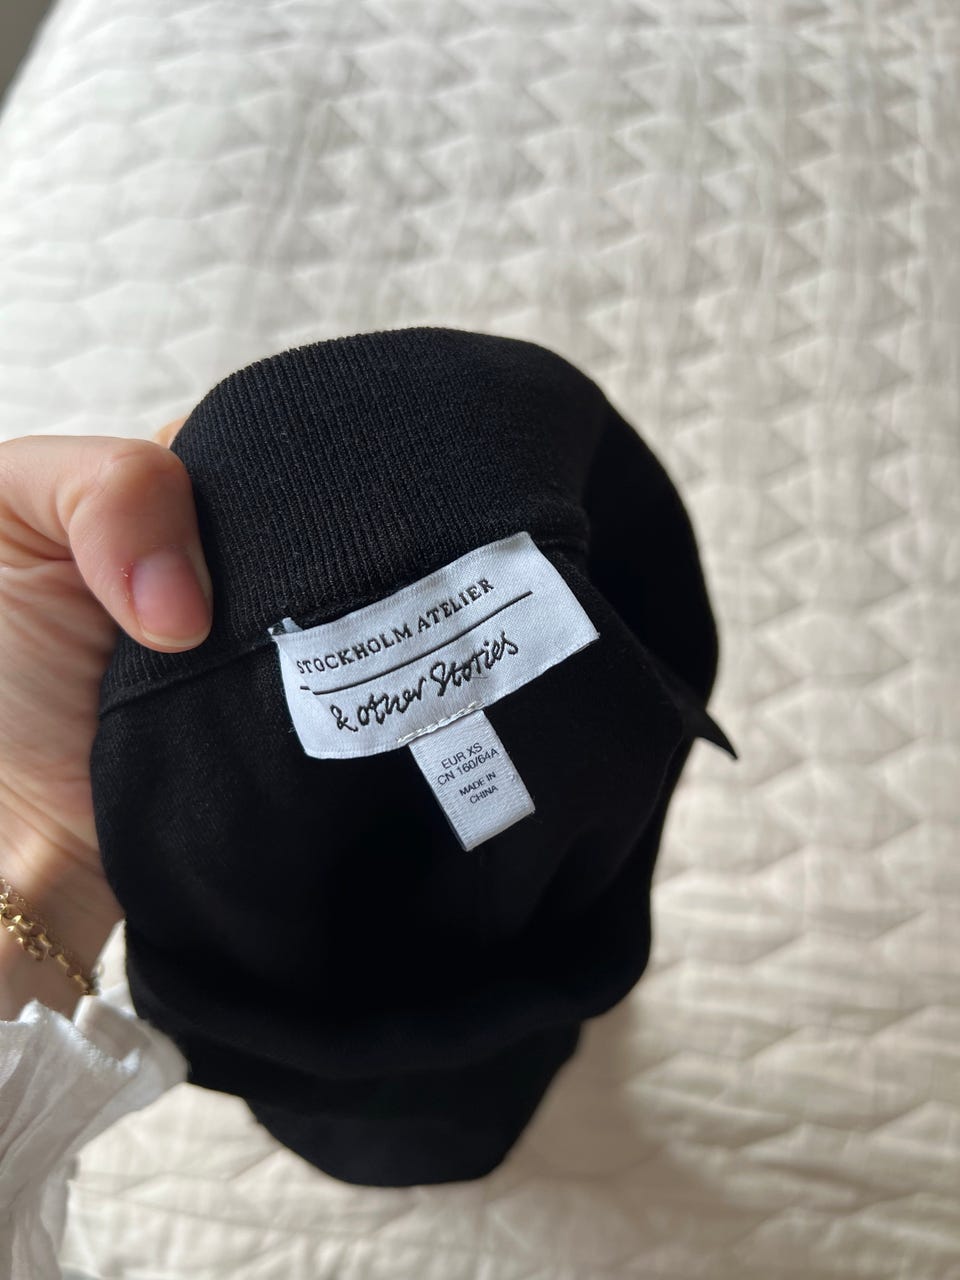 STOCKHOLM ATELIER
& other Stories
EUR XS
CN 160/64A
MADE IN
CHINA